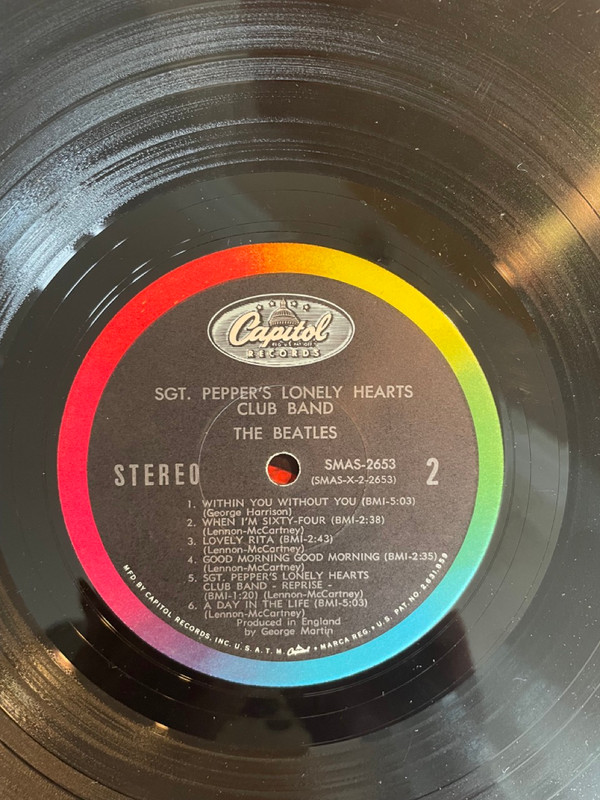 Capitol
RECORDS
SGT. PEPPER'S LONELY HEARTS
CLUB BAND
THE BEATLES
STEREO
SMAS-2653
(SMAS-X-2-2653)
2
1. WITHIN YOU WITHOUT YOU (BMI-5:03)
(George Harrison)
2. WHEN I'M SIXTY-FOUR (BMI-2:38)
(Lennon-McCartney)
3. LOVELY RITA (BMI-2:43)
(Lennon-McCartney)
4. GOOD MORNING GOOD MORNING (BMI-2:35)
(Lennon-McCartney)
5. SGT. PEPPER'S LONELY HEARTS
CLUB BAND - REPRISE -
(BMI-1:20) (Lennon-McCartney)
6. A DAY IN THE LIFE (BMI-5:03)
(Lennon-McCartney)
Produced in England
by George Martin
MFD. BY CAPITOL RECORDS, INC. U.S.A. T.M. Capitol • MARCA REG. • U.S. PAT. NO. 2,631,859